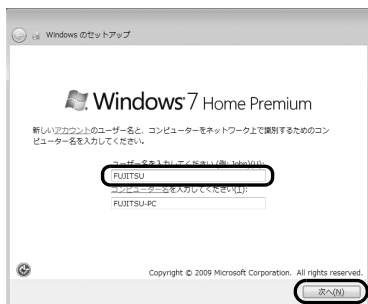 Windows のセットアップ
Windows 7 Home Premium
新しいアカウントのユーザー名と、コンピューターをネットワーク上で識別するためのコン
ピューター名を入力してください。
ユーザー名を入力してください (例: John)(U):
FUJITSU
コンピューター名を入力してください(T):
FUJITSU-PC
Copyright © 2009 Microsoft Corporation. All rights reserved.
次へ(N)